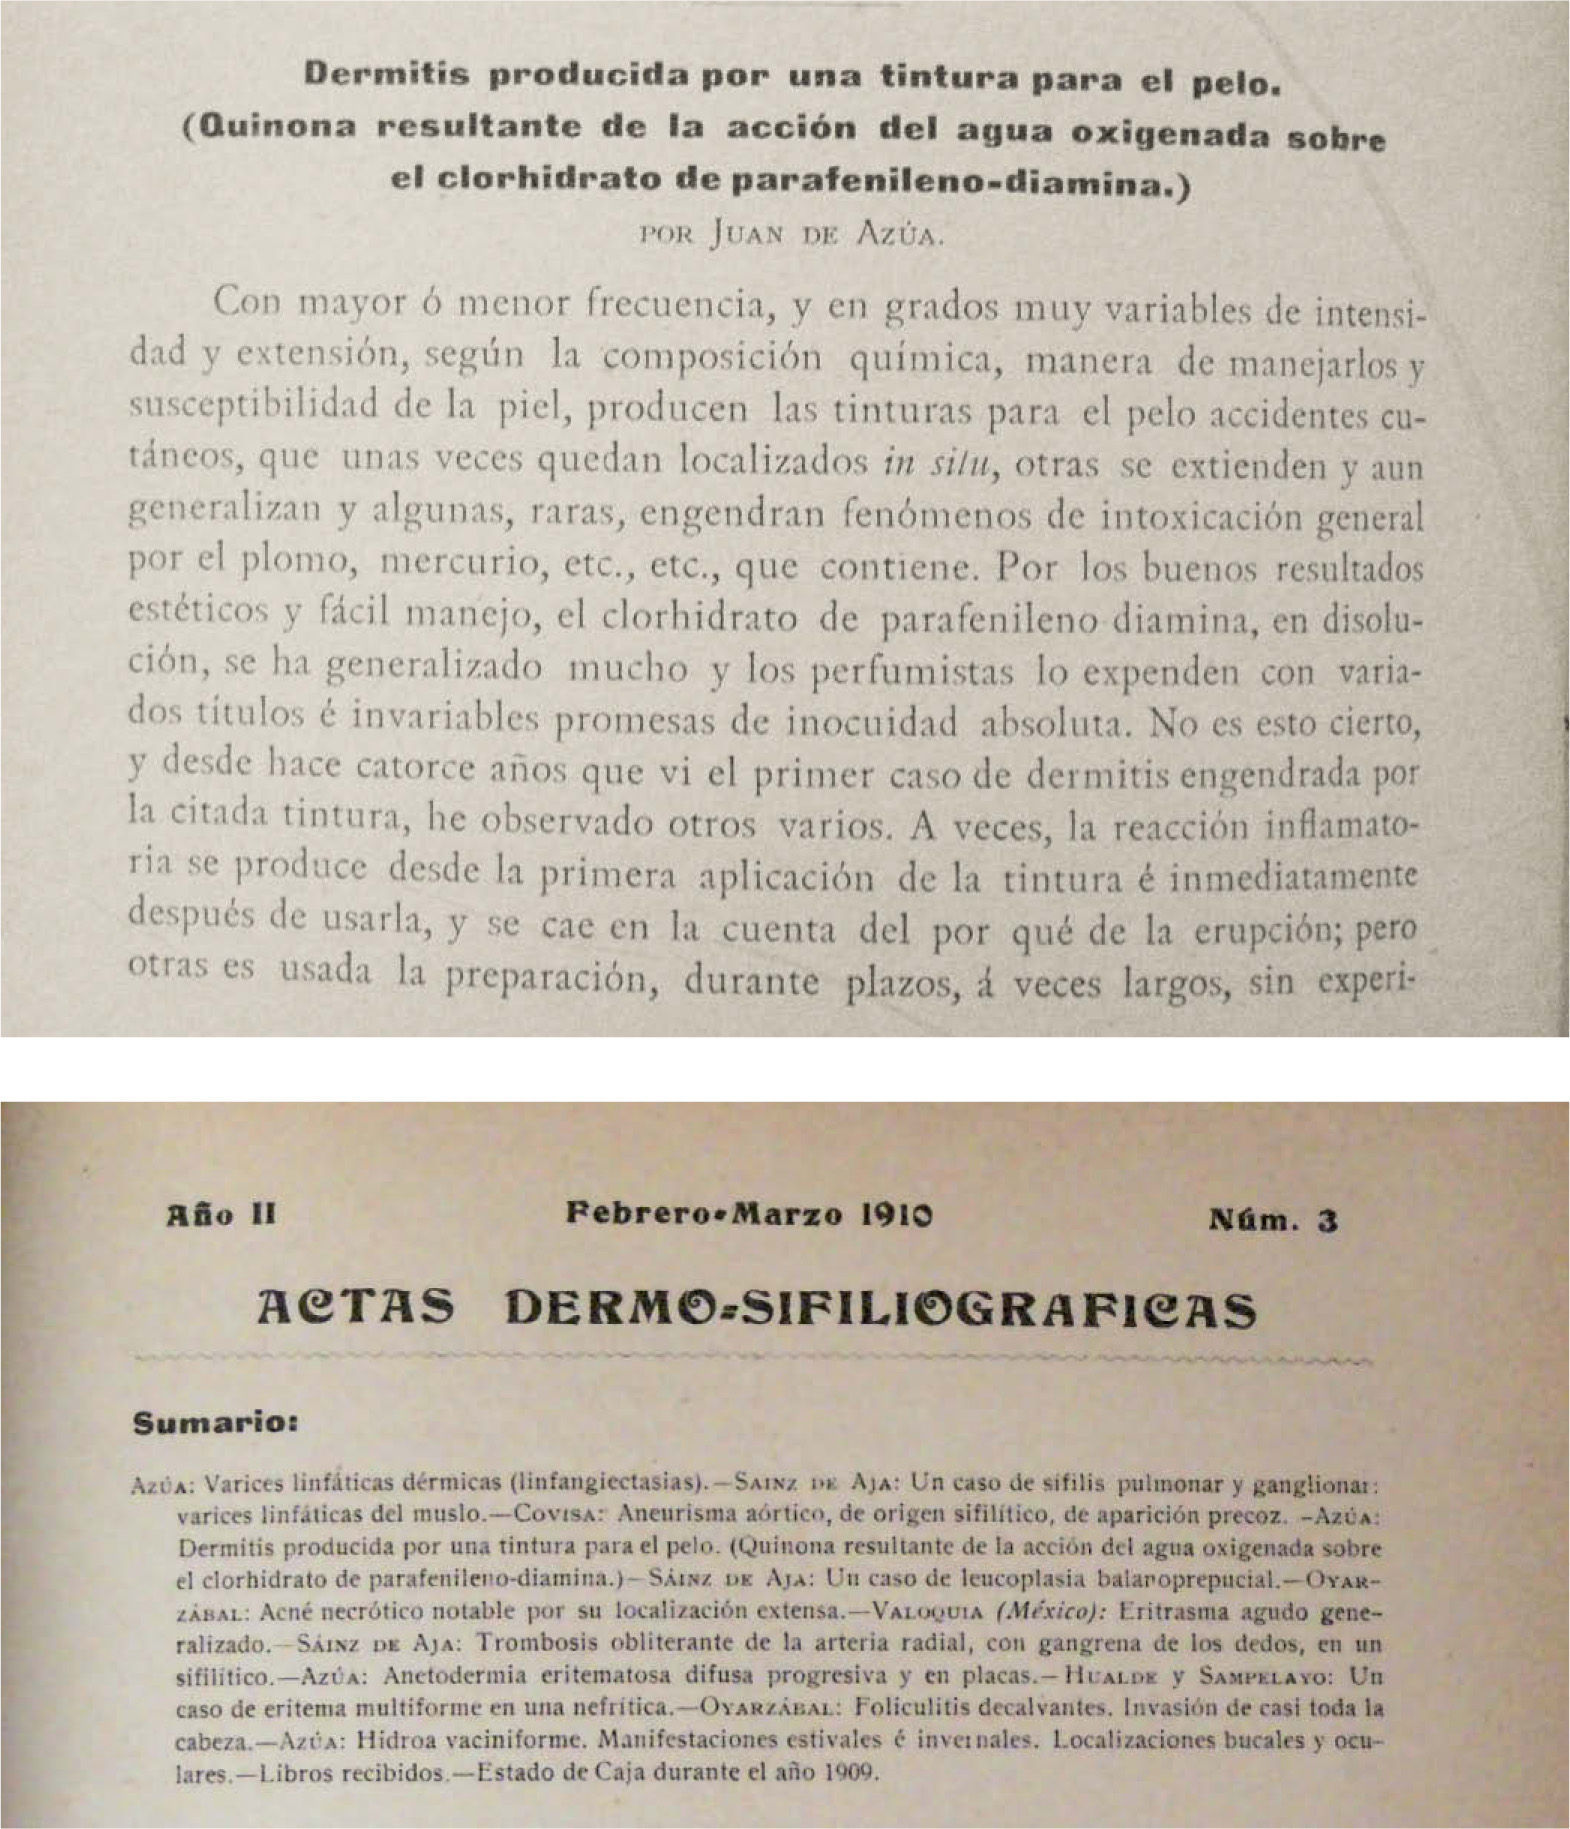 Dermitis producida por una tintura para el pelo.
(Quinona resultante de la acción del agua oxigenada sobre
el clorhidrato de parafenileno-diamina.)
POR JUAN DE AZÚA.
Con mayor ó menor frecuencia, y en grados muy variables de intensi-
dad y extensión, según la composición química, manera de manejarlos y
susceptibilidad de la piel, producen las tinturas para el pelo accidentes cu-
táneos, que unas veces quedan localizados in situ, otras se extienden y aun
generalizan y algunas, raras, engendran fenómenos de intoxicación general
por el plomo, mercurio, etc., etc., que contiene. Por los buenos resultados
estéticos y fácil manejo, el clorhidrato de parafenileno diamina, en disolu-
ción, se ha generalizado mucho y los perfumistas lo expenden con varia-
dos títulos é invariables promesas de inocuidad absoluta. No es esto cierto,
y desde hace catorce años que vi el primer caso de dermitis engendrada por
la citada tintura, he observado otros varios. A veces, la reacción inflamato-
ria se produce desde la primera aplicación de la tintura é inmediatamente
después de usarla, y se cae en la cuenta del por qué de la erupción; pero
otras es usada la preparación, durante plazos, á veces largos, sin experi-
Año II Febrero-Marzo 1910 Núm. 3
ACTAS DERMO-SIFILIOGRAFICAS
Sumario:
AZÚA: Varices linfáticas dérmicas (linfangiectasias).—SAINZ DE AJA: Un caso de sífilis pulmonar y ganglionar:
varices linfáticas del muslo.—COVISA: Aneurisma aórtico, de origen sifilítico, de aparición precoz. —AZÚA:
Dermitis producida por una tintura para el pelo. (Quinona resultante de la acción del agua oxigenada sobre
el clorhidrato de parafenileno-diamina.)—SÁINZ DE AJA: Un caso de leucoplasia balanoprepucial.—OYAR-
ZÁBAL: Acné necrótico notable por su localización extensa.—VALOQUIA (México): Eritrasma agudo gene-
ralizado.—SÁINZ DE AJA: Trombosis obliterante de la arteria radial, con gangrena de los dedos, en un
sifilítico.—AZÚA: Anetodermia eritematosa difusa progresiva y en placas.—HUALDE y SAMPELAYO: Un
caso de eritema multiforme en una nefrítica.—OYARZÁBAL: Foliculitis decalvantes. Invasión de casi toda la
cabeza.—AZÚA: Hidroa vaciniforme. Manifestaciones estivales é invernales. Localizaciones bucales y ocu-
lares.—Libros recibidos.—Estado de Caja durante el año 1909.